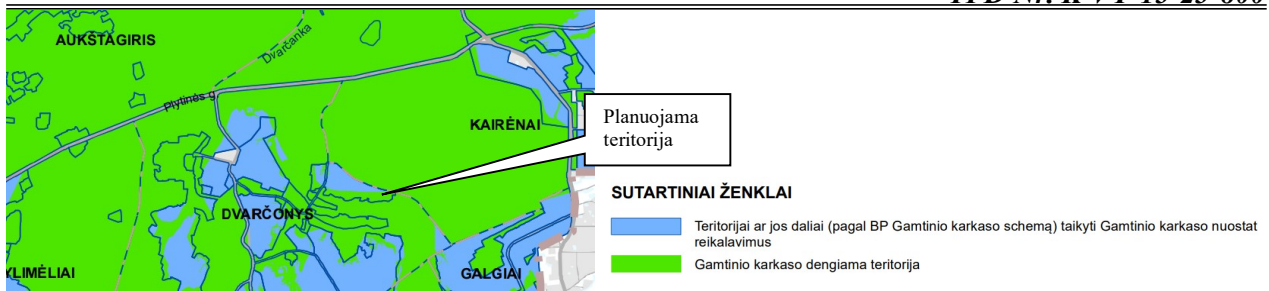 AUKŠTAGIRIS
Dvarčanka
Plytinės g.
KAIRĖNAI
Planuojama
teritorija
DVARČONYS
YLIMĖLIAI
GALGIAI
SUTARTINIAI ŽENKLAI
Teritorijai ar jos daliai (pagal BP Gamtinio karkaso schemą) taikyti Gamtinio karkaso nuostat
reikalavimus
Gamtinio karkaso dengiama teritorija